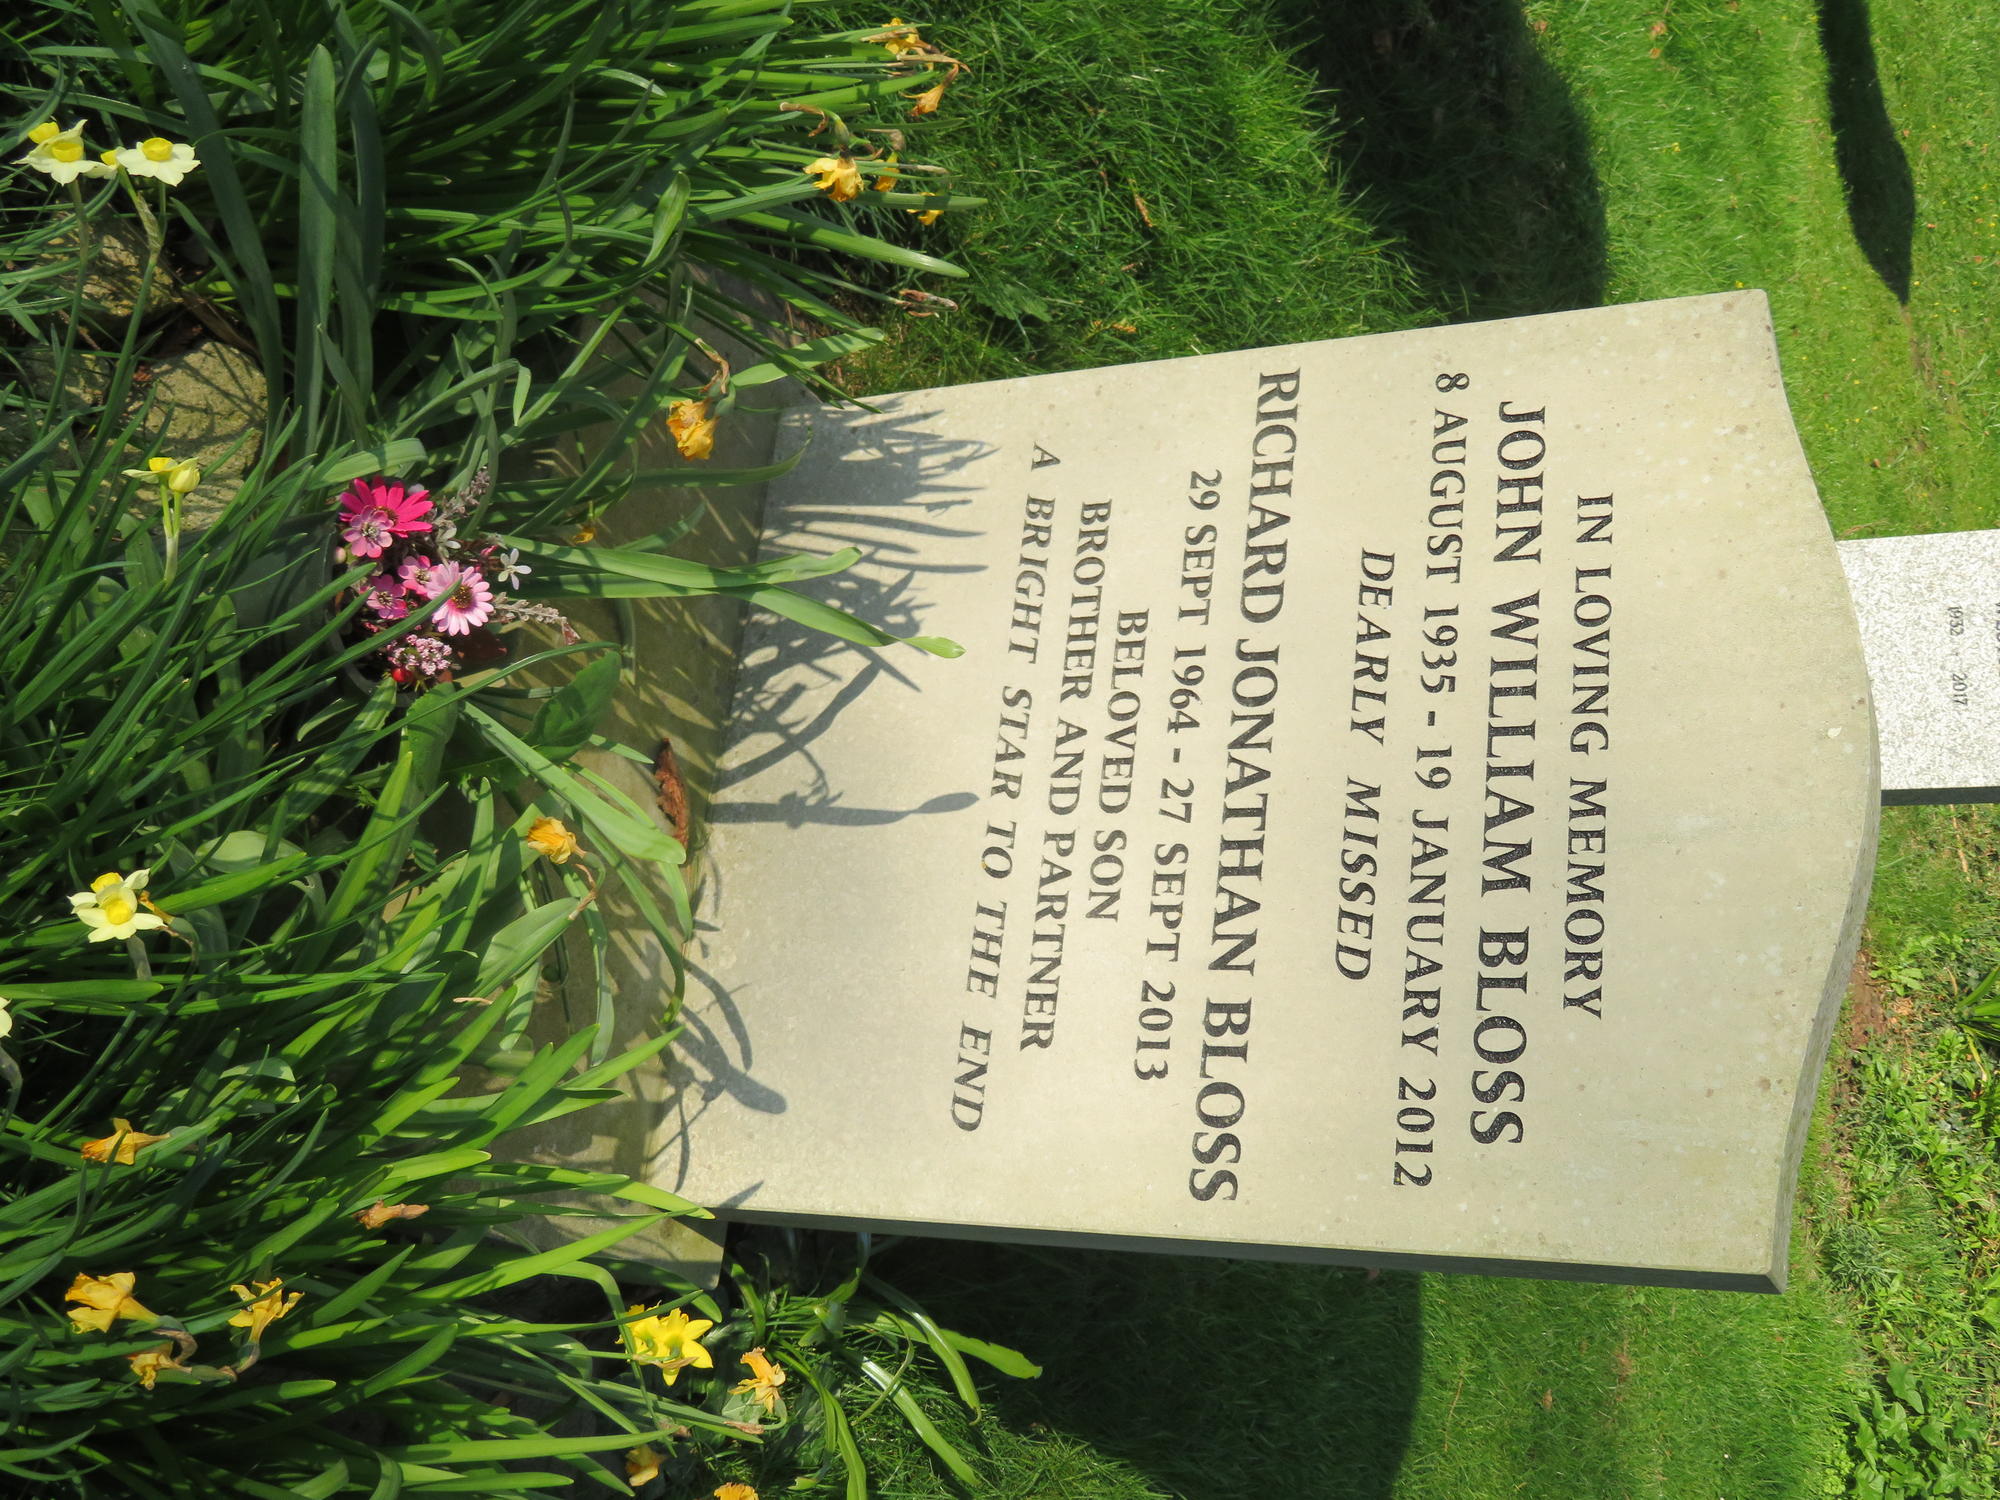 IN LOVING MEMORY
JOHN WILLIAM BLOSS
8 AUGUST 1935 - 19 JANUARY 2012
DEARLY MISSED
RICHARD JONATHAN BLOSS
29 SEPT 1964 - 27 SEPT 2013
BELOVED SON
BROTHER AND PARTNER
A BRIGHT STAR TO THE END
1932 - 2017